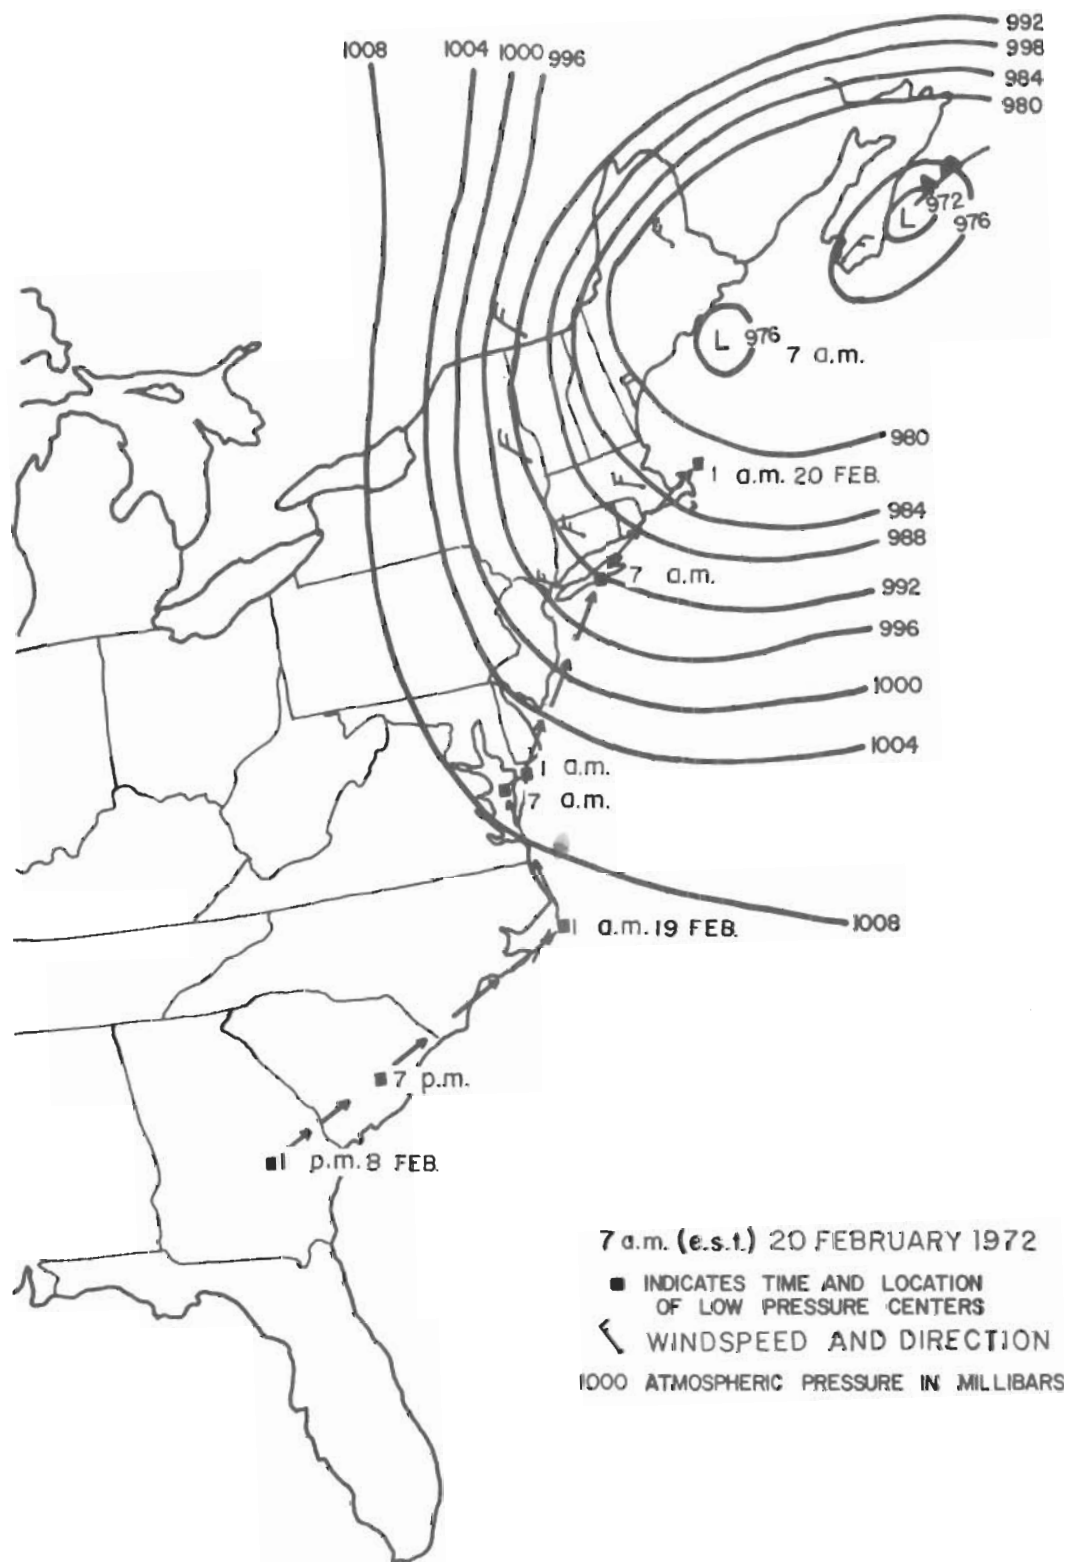 992
1008
1004
1000
996
998
984
980
972
L
976
L
976
7 a.m.
980
1 a.m. 20 FEB.
984
988
7 a.m.
992
996
1000
1004
1 a.m.
7 a.m.
1008
1 a.m. 19 FEB.
7 p.m.
1 p.m. 8 FEB.
7 a.m. (e.s.t.) 20 FEBRUARY 1972
INDICATES TIME AND LOCATION
OF LOW PRESSURE CENTERS
WINDSPEED AND DIRECTION
1000 ATMOSPHERIC PRESSURE IN MILLIBARS